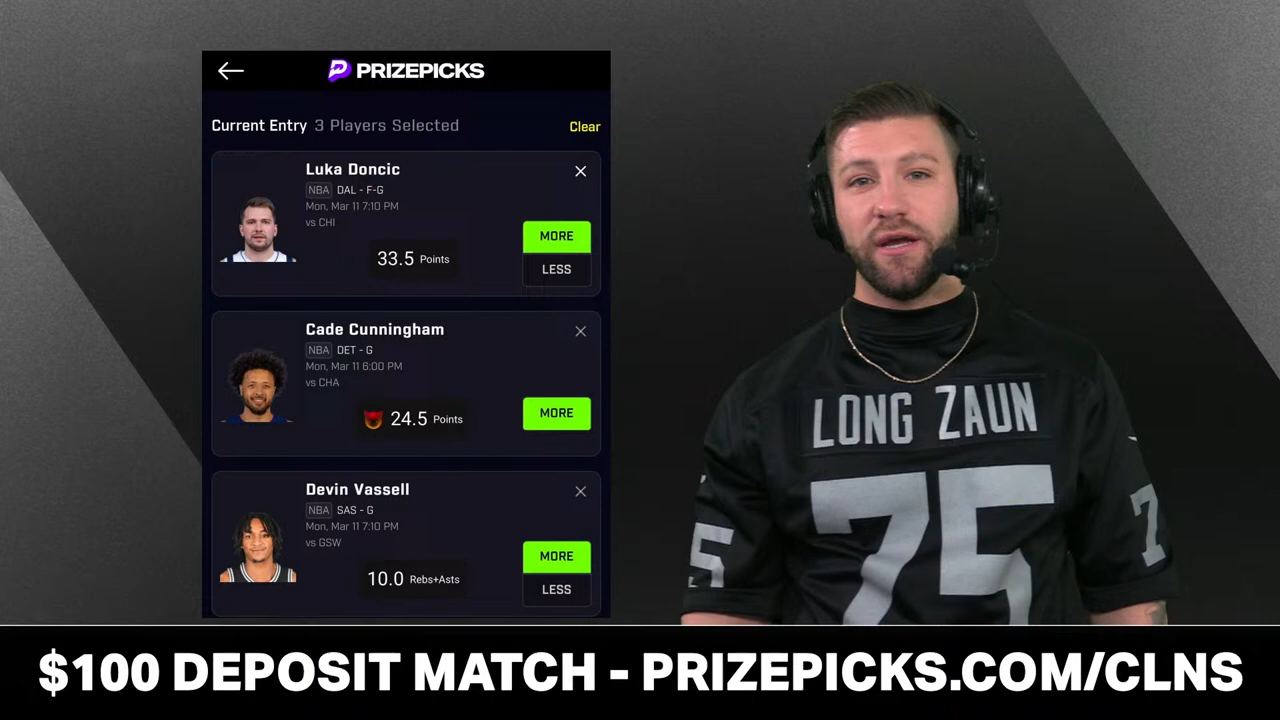 PRIZEPICKS
Current Entry 3 Players Selected Clear
Luka Doncic
NBA DAL - F-G
Mon, Mar 11 7:10 PM
vs CHI
33.5 Points
MORE
LESS
Cade Cunningham
NBA DET - G
Mon, Mar 11 6:00 PM
vs CHA
24.5 Points
MORE
Devin Vassell
NBA SAS - G
Mon, Mar 11 7:10 PM
vs GSW
10.0 Rebs+Asts
MORE
LESS
LONG ZAUN
75
5
7
$100 DEPOSIT MATCH - PRIZEPICKS.COM/CLNS